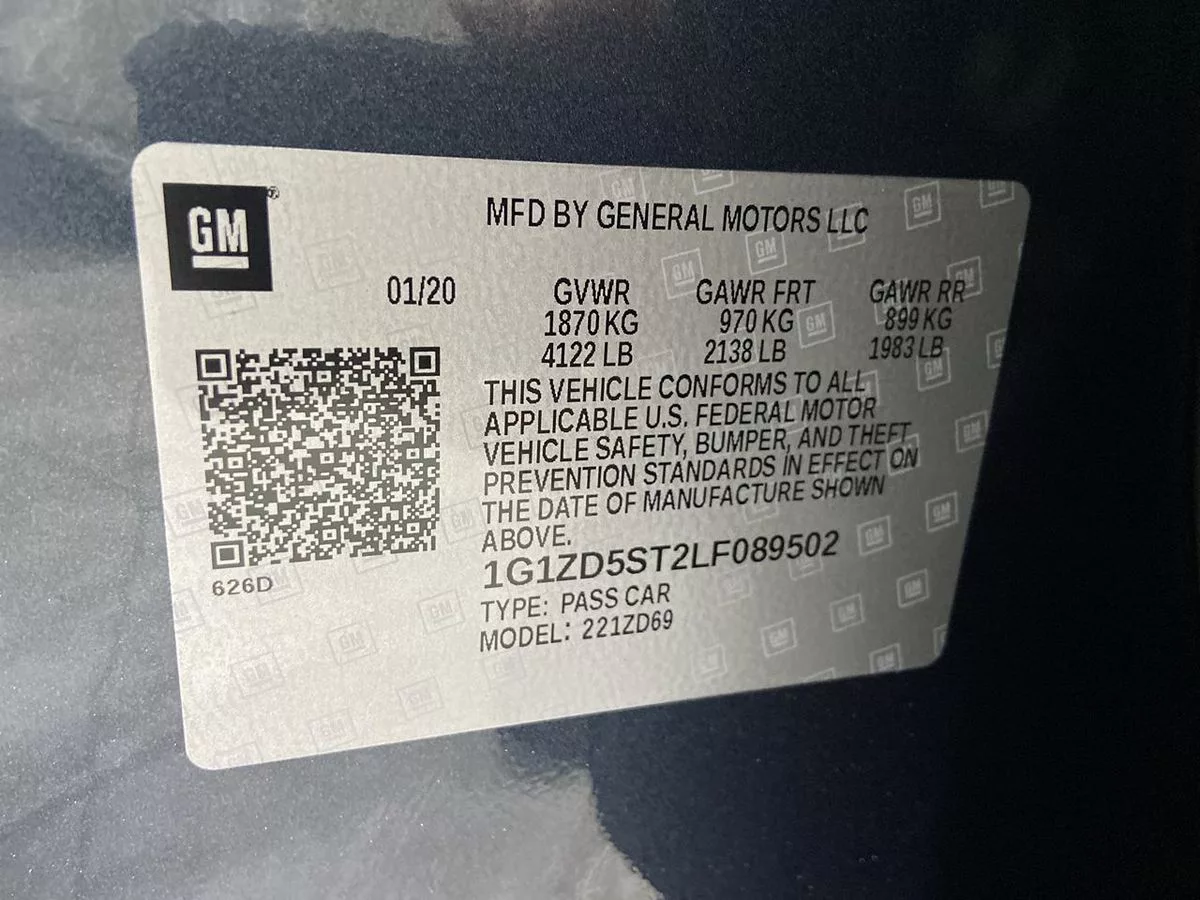 GM
MFD BY GENERAL MOTORS LLC
01/20 GVWR GAWR FRT GAWR RR
1870 KG 970 KG 899 KG
4122 LB 2138 LB 1983 LB
THIS VEHICLE CONFORMS TO ALL
APPLICABLE U.S. FEDERAL MOTOR
VEHICLE SAFETY, BUMPER, AND THEFT
PREVENTION STANDARDS IN EFFECT ON
THE DATE OF MANUFACTURE SHOWN
ABOVE.
1G1ZD5ST2LF089502
626D
TYPE: PASS CAR
MODEL: 221ZD69